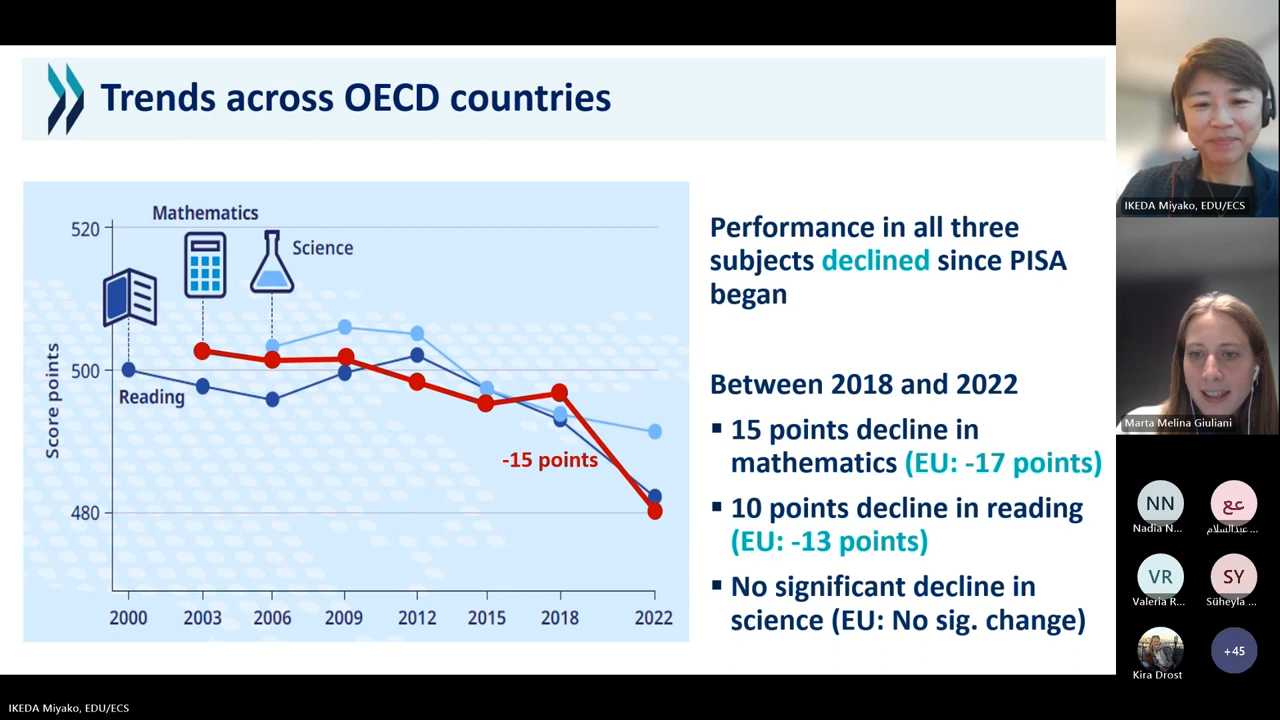 Trends across OECD countries
520
500
480
Score points
Mathematics
Science
Reading
-15 points
2000 2003 2006 2009 2012 2015 2018 2022
Performance in all three
subjects declined since PISA
began
Between 2018 and 2022
▪ 15 points decline in
mathematics (EU: -17 points)
▪ 10 points decline in reading
(EU: -13 points)
▪ No significant decline in
science (EU: No sig. change)
IKEDA Miyako, EDU/ECS
Marta Melina Giuliani
NN
Nadia N...
عع
عبدالسلام ...
VR
Valeria R...
SY
Süheyla ...
Kira Drost
+45
IKEDA Miyako, EDU/ECS